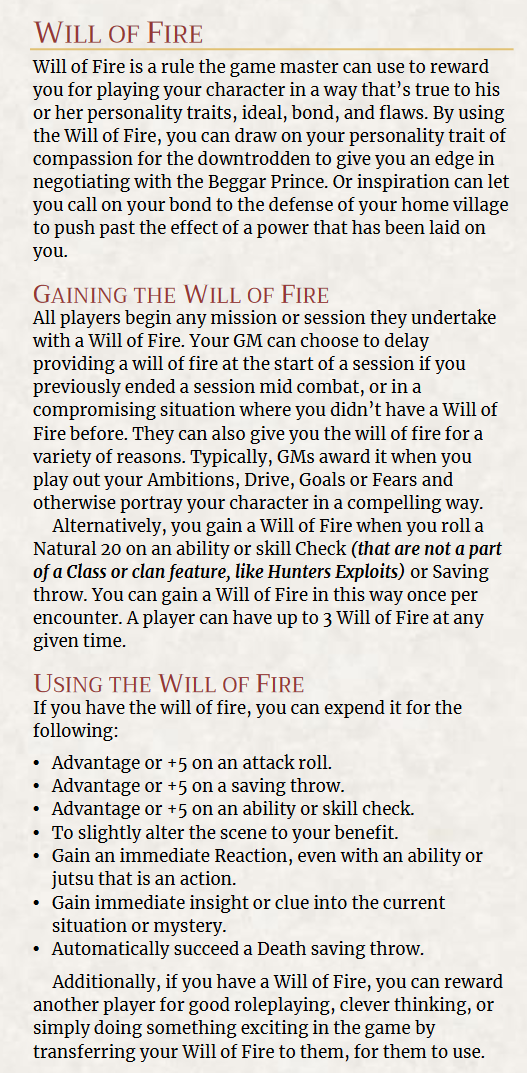 WILL OF FIRE
Will of Fire is a rule the game master can use to reward
you for playing your character in a way that’s true to his
or her personality traits, ideal, bond, and flaws. By using
the Will of Fire, you can draw on your personality trait of
compassion for the downtrodden to give you an edge in
negotiating with the Beggar Prince. Or inspiration can let
you call on your bond to the defense of your home village
to push past the effect of a power that has been laid on
you.
GAINING THE WILL OF FIRE
All players begin any mission or session they undertake
with a Will of Fire. Your GM can choose to delay
providing a will of fire at the start of a session if you
previously ended a session mid combat, or in a
compromising situation where you didn’t have a Will of
Fire before. They can also give you the will of fire for a
variety of reasons. Typically, GMs award it when you
play out your Ambitions, Drive, Goals or Fears and
otherwise portray your character in a compelling way.
Alternatively, you gain a Will of Fire when you roll a
Natural 20 on an ability or skill Check (that are not a part
of a Class or clan feature, like Hunters Exploits) or Saving
throw. You can gain a Will of Fire in this way once per
encounter. A player can have up to 3 Will of Fire at any
given time.
USING THE WILL OF FIRE
If you have the will of fire, you can expend it for the
following:
• Advantage or +5 on an attack roll.
• Advantage or +5 on a saving throw.
• Advantage or +5 on an ability or skill check.
• To slightly alter the scene to your benefit.
• Gain an immediate Reaction, even with an ability or
jutsu that is an action.
• Gain immediate insight or clue into the current
situation or mystery.
• Automatically succeed a Death saving throw.
Additionally, if you have a Will of Fire, you can reward
another player for good roleplaying, clever thinking, or
simply doing something exciting in the game by
transferring your Will of Fire to them, for them to use.